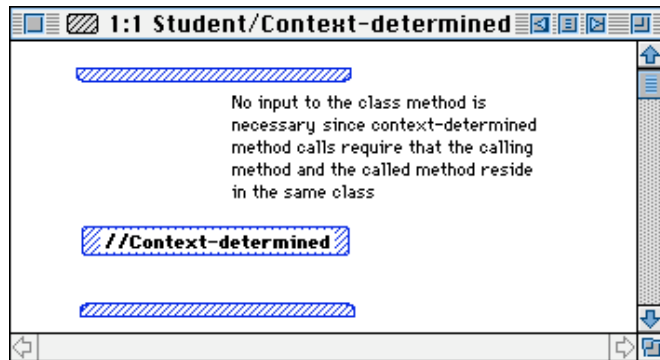 1:1 Student/Context-determined
No input to the class method is
necessary since context-determined
method calls require that the calling
method and the called method reside
in the same class
//Context-determined